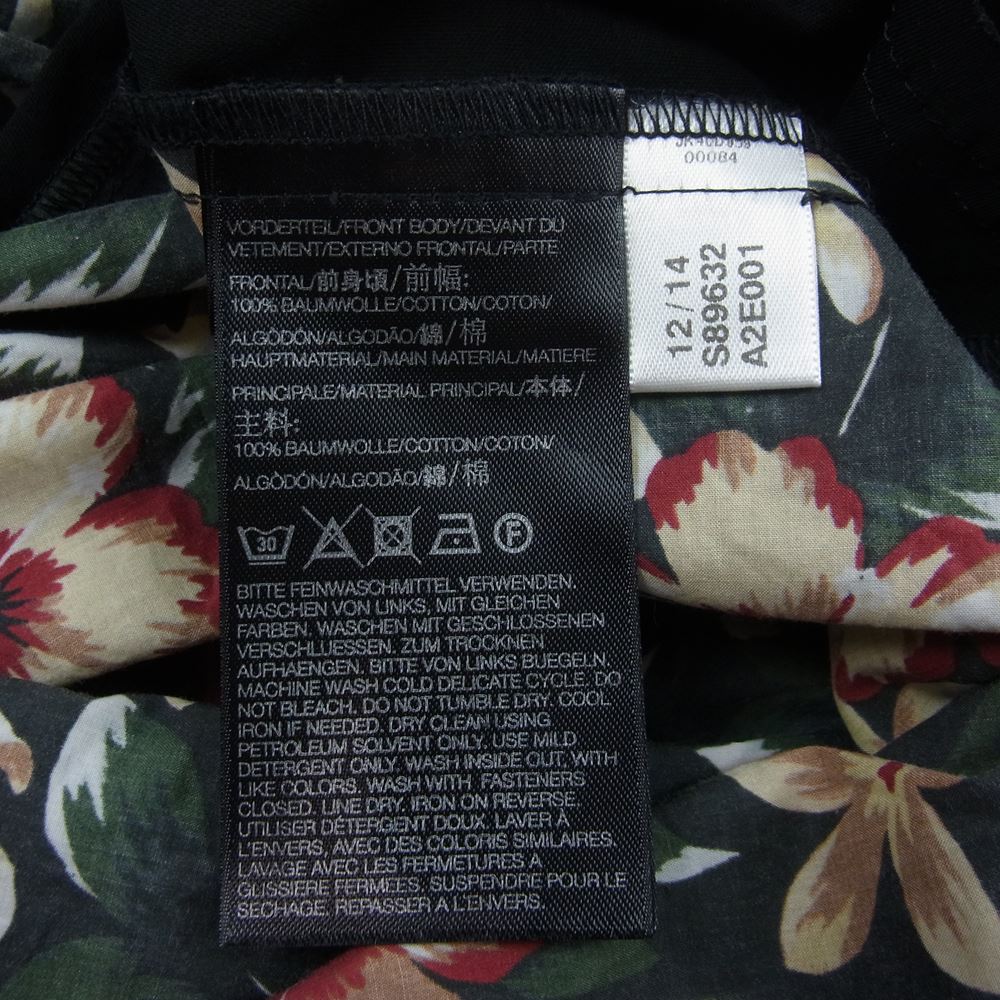 VORDERTEIL/FRONT BODY/DEVANT DU
VETEMENT/EXTERNO FRONTAL/PARTE
FRONTAL/前身頃/前幅:
100% BAUMWOLLE/COTTON/COTON/
ALGODÓN/ALGODÃO/綿/棉
HAUPTMATERIAL/MAIN MATERIAL/MATIERE
PRINCIPALE/MATERIAL PRINCIPAL/本体/
主料:
100% BAUMWOLLE/COTTON/COTON/
ALGODÓN/ALGODÃO/綿/棉
30 F
BITTE FEINWASCHMITTEL VERWENDEN.
WASCHEN VON LINKS, MIT GLEICHEN
FARBEN. WASCHEN MIT GESCHLOSSENEN
VERSCHLUESSEN. ZUM TROCKNEN
AUFHAENGEN. BITTE VON LINKS BUEGELN.
MACHINE WASH COLD DELICATE CYCLE. DO
NOT BLEACH. DO NOT TUMBLE DRY. COOL
IRON IF NEEDED. DRY CLEAN USING
PETROLEUM SOLVENT ONLY. USE MILD
DETERGENT ONLY. WASH INSIDE OUT, WITH
LIKE COLORS. WASH WITH FASTENERS
CLOSED. LINE DRY. IRON ON REVERSE.
UTILISER DÉTERGENT DOUX. LAVER À
L'ENVERS, AVEC DES COLORIS SIMILAIRES.
LAVAGE AVEC LES FERMETURES A
GLISSIÈRE FERMÉES. SUSPENDRE POUR LE
SECHAGE. REPASSER A L'ENVERS.
00084
12/14
S89632
A2E001